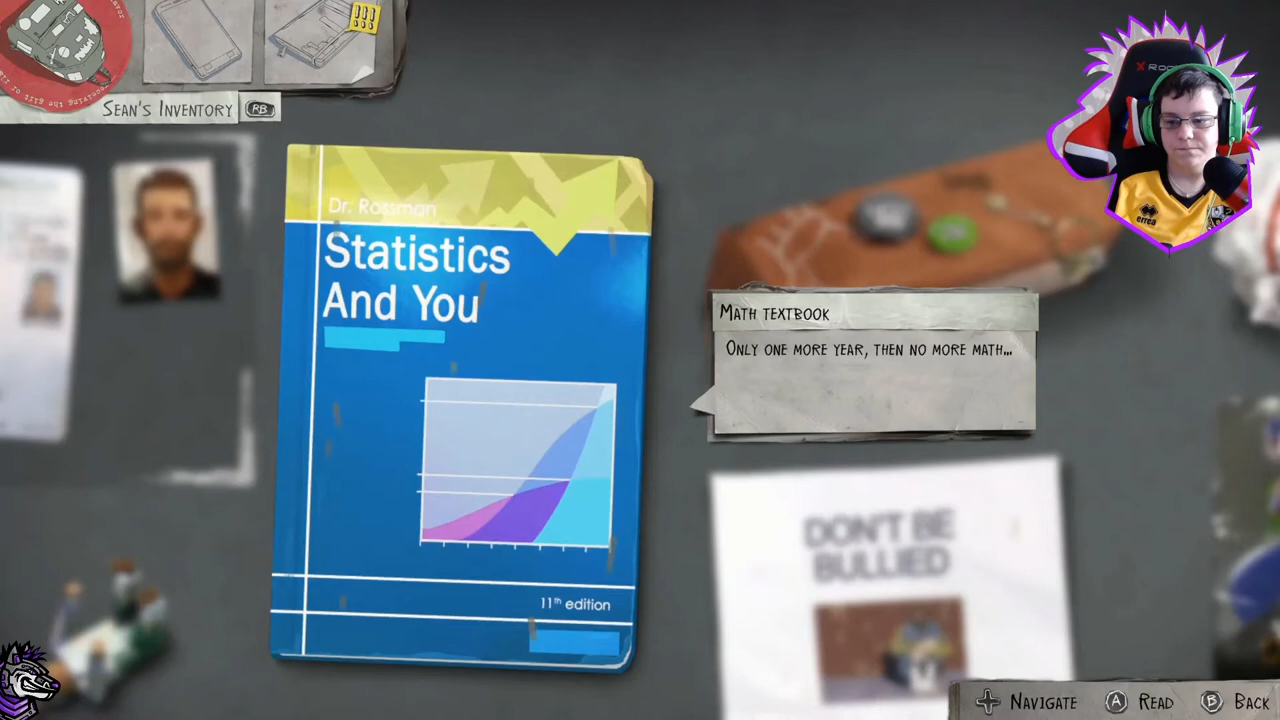 SEAN'S INVENTORY RB
Dr. Rossman
Statistics
And You
11th edition
MATH TEXTBOOK
ONLY ONE MORE YEAR, THEN NO MORE MATH...
DON'T BE
BULLIED
errea
NAVIGATE A READ B BACK